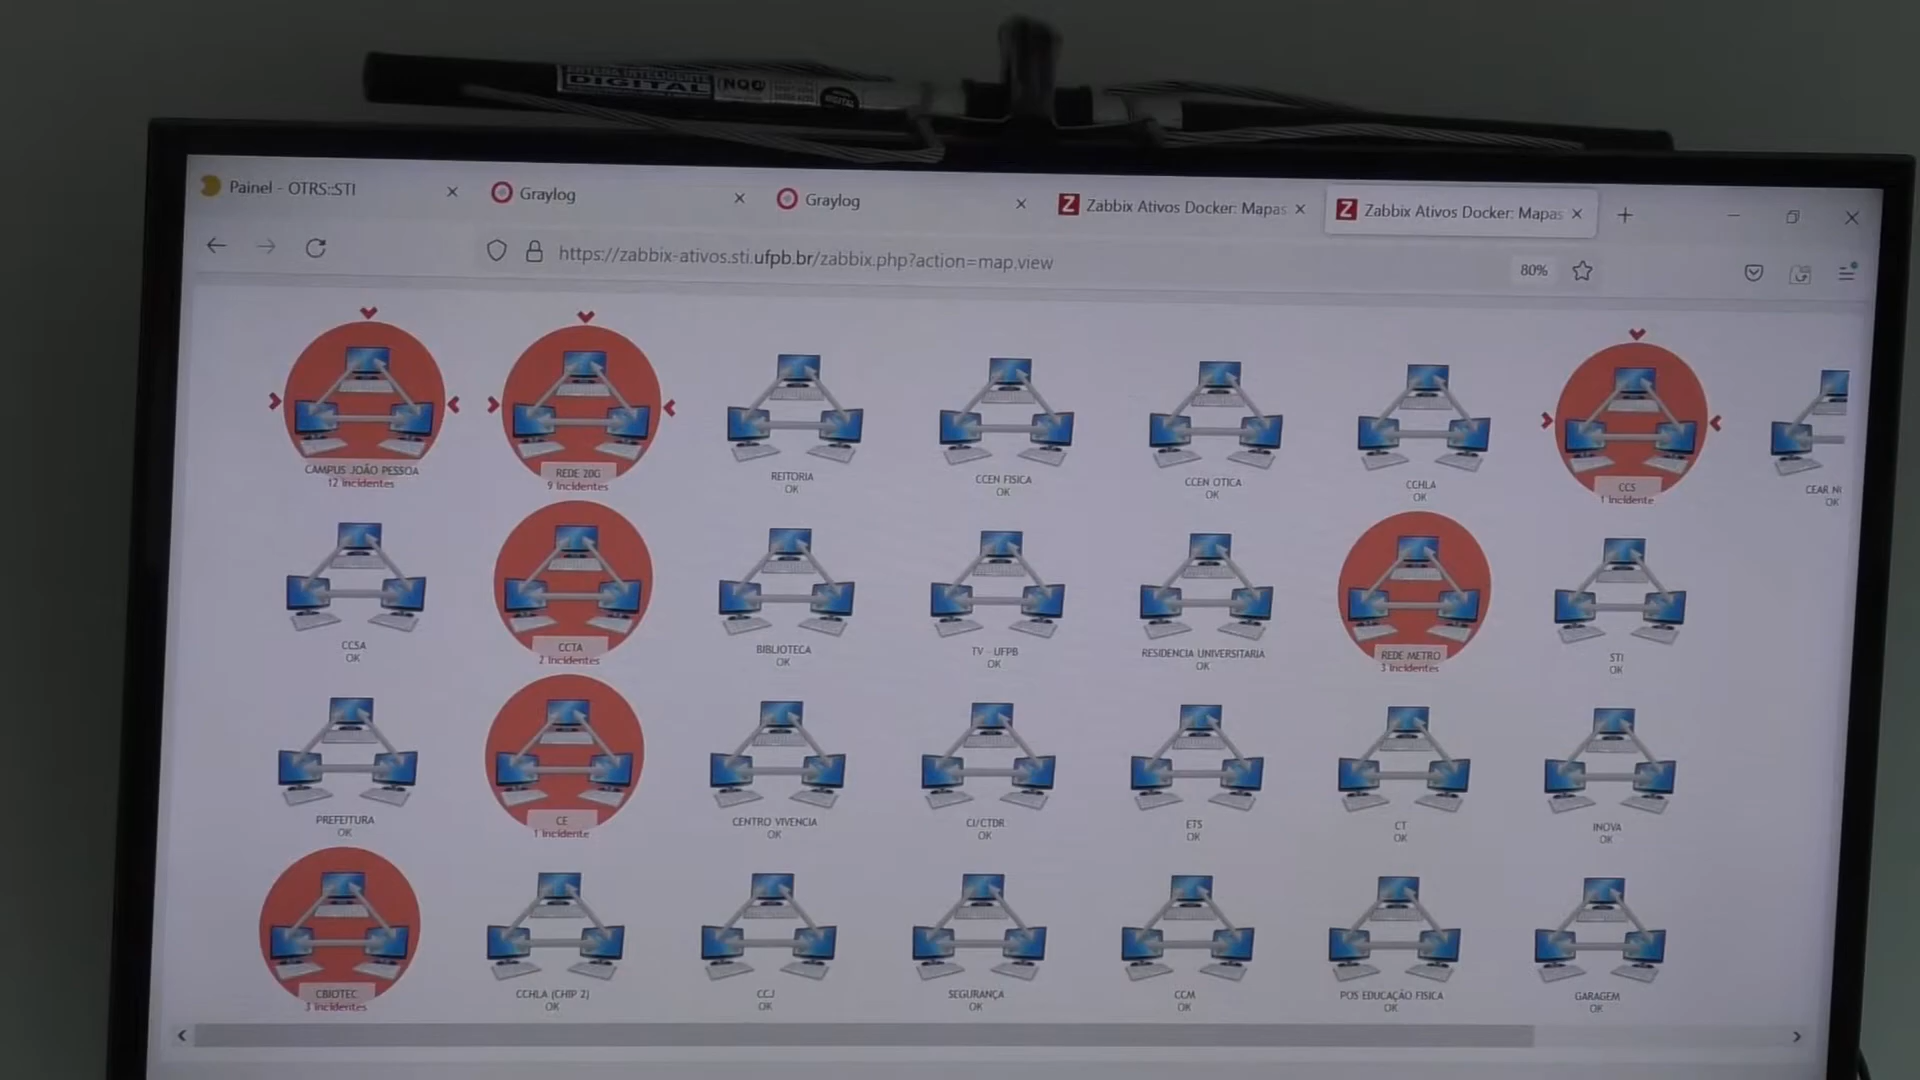 DIGITAL
Painel - OTRS::STI
Graylog
Graylog
Zabbix Ativos Docker: Mapas
Zabbix Ativos Docker: Mapas
https://zabbix-ativos.sti.ufpb.br/zabbix.php?action=map.view
80%
CAMPUS JOÃO PESSOA
12 Incidentes
REDE 20G
9 Incidentes
REITORIA
OK
CCEN FISICA
OK
CCEN OTICA
OK
CCHLA
OK
CCS
1 Incidente
CEAR
OK
CCSA
OK
CCTA
2 Incidentes
BIBLIOTECA
OK
TV - UFPB
OK
RESIDENCIA UNIVERSITARIA
OK
REDE METRO
3 Incidentes
STI
OK
PREFEITURA
OK
CE
1 Incidente
CENTRO VIVENCIA
OK
CI/CTDR
OK
ETS
OK
CT
OK
INOVA
OK
CBIOTEC
3 Incidentes
CCHLA (CHIP 2)
OK
CCJ
OK
SEGURANÇA
OK
CCM
OK
POS EDUCAÇÃO FISICA
OK
GARAGEM
OK